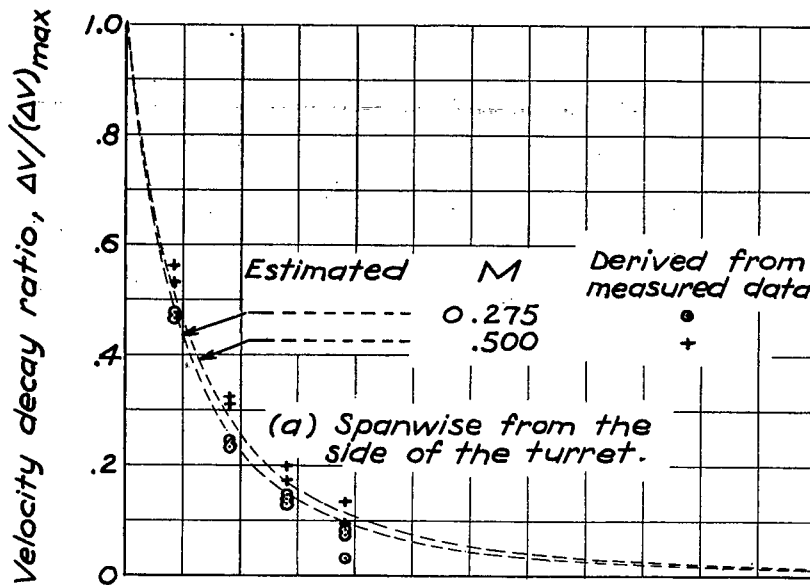 Velocity decay ratio, ΔV/(ΔV)max
1.0
.8
.6
.4
.2
0
Estimated M Derived from
measured data
0.275
.500
(a) Spanwise from the
side of the turret.